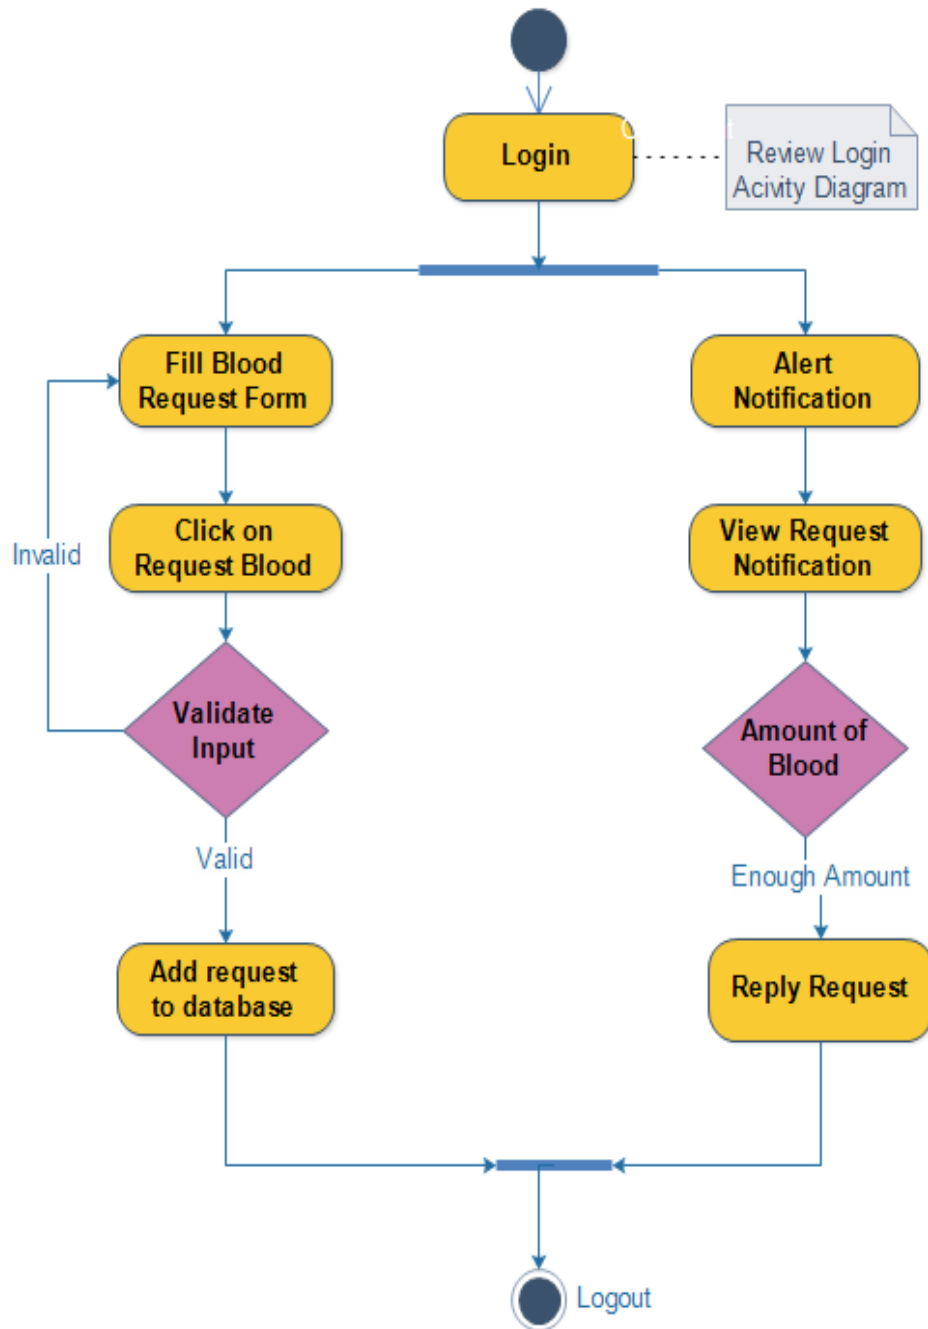 Login
Review Login
Acivity Diagram
Fill Blood
Request Form
Alert
Notification
Click on
Request Blood
View Request
Notification
Invalid
Validate
Input
Amount of
Blood
Valid
Enough Amount
Add request
to database
Reply Request
Logout